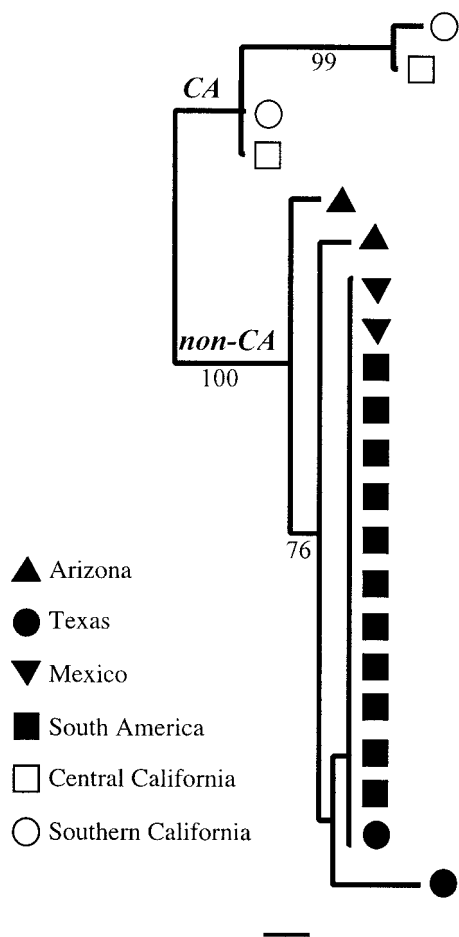 99
CA
non-CA
100
76
Arizona
Texas
Mexico
South America
Central California
Southern California